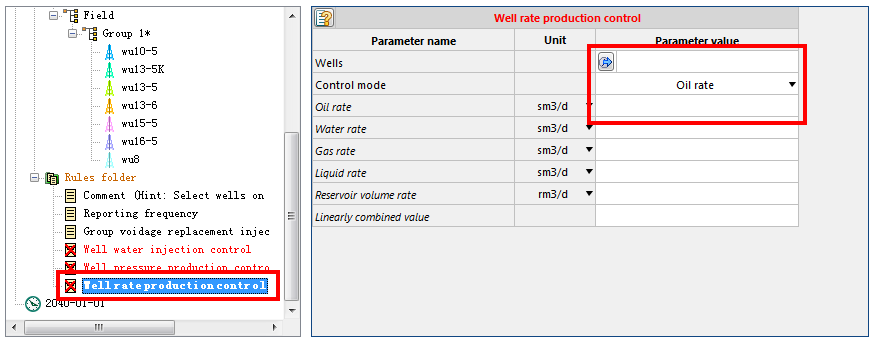 Field
Group 1*
wu10-5
wu13-5K
wu13-5
wu13-6
wu15-5
wu16-5
wu8
Rules folder
Comment (Hint: Select wells on
Reporting frequency
Group voidage replacement injec
Well water injection control
Well pressure production contro
Well rate production control
2040-01-01
Well rate production control
Parameter name Unit Parameter value
Wells
Control mode Oil rate
Oil rate sm3/d
Water rate sm3/d
Gas rate sm3/d
Liquid rate sm3/d
Reservoir volume rate rm3/d
Linearly combined value